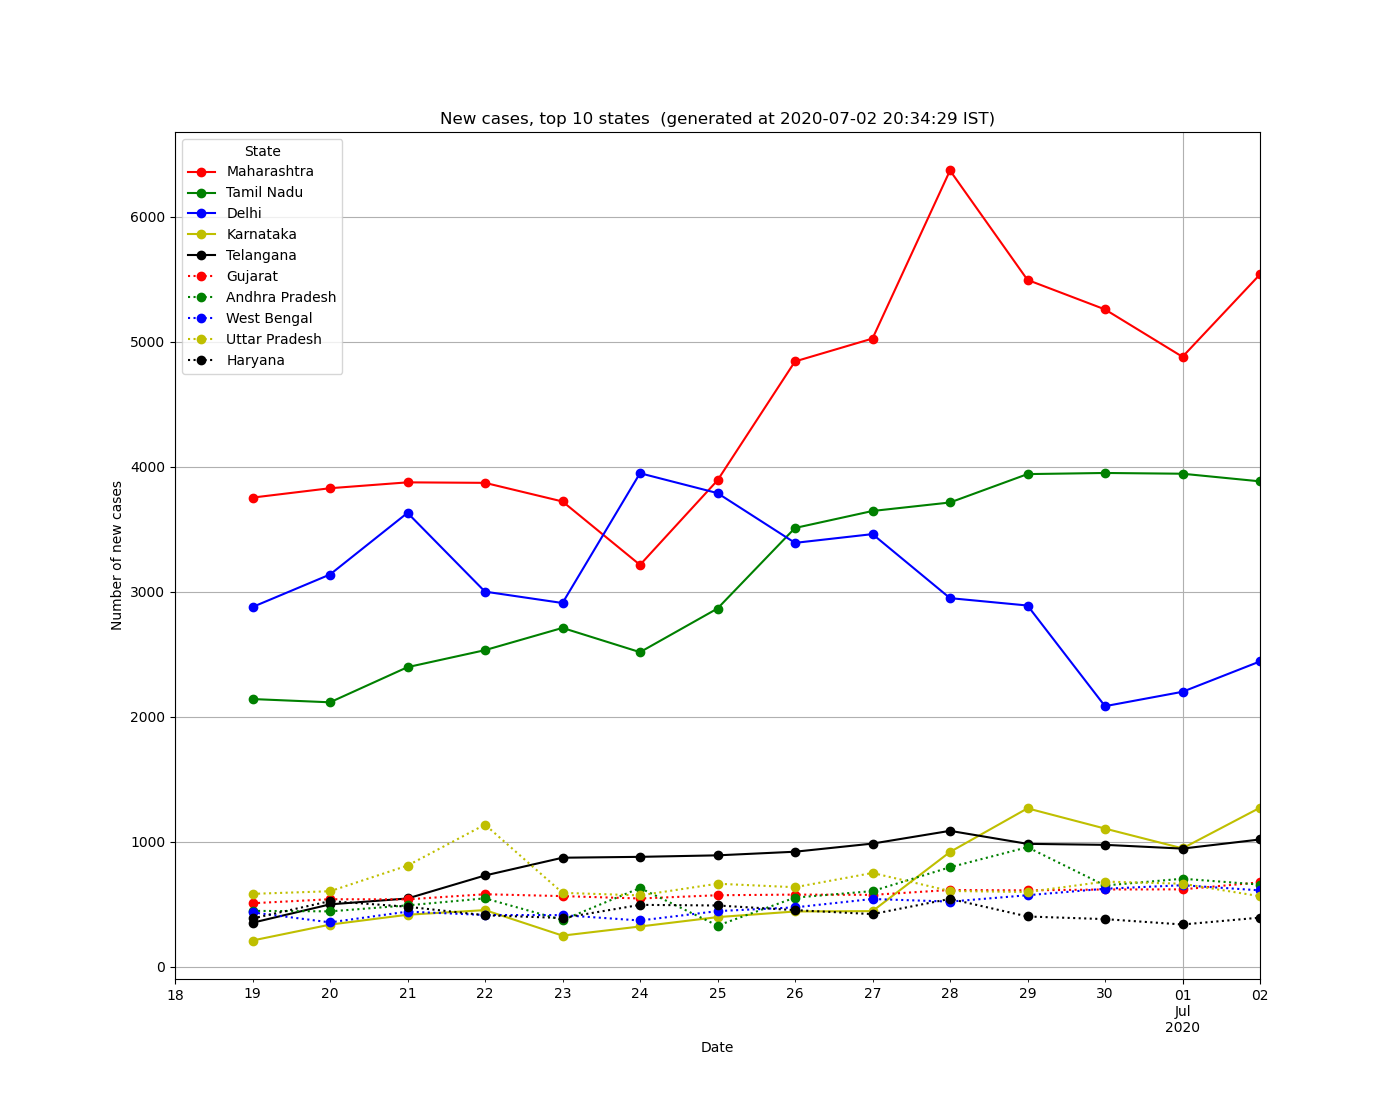 New cases, top 10 states  (generated at 2020-07-02 20:34:29 IST)
State
Maharashtra
Tamil Nadu
Delhi
Karnataka
Telangana
Gujarat
Andhra Pradesh
West Bengal
Uttar Pradesh
Haryana
Number of new cases
6000
5000
4000
3000
2000
1000
0
18 19 20 21 22 23 24 25 26 27 28 29 30 01 02
Jul
2020
Date